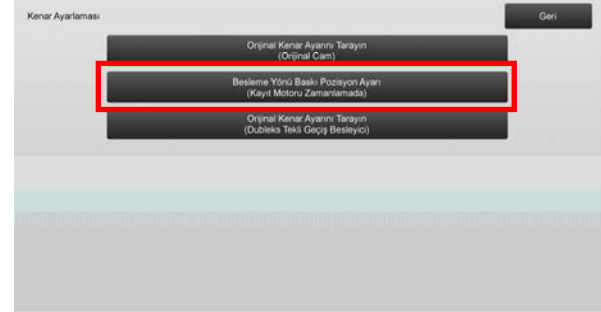 Kenar Ayarlaması
Geri
Orijinal Kenar Ayarını Tarayın
(Orijinal Cam)
Besleme Yönü Baskı Pozisyon Ayarı
(Kayıt Motoru Zamanlamada)
Orijinal Kenar Ayarını Tarayın
(Dubleks Tekli Geçiş Besleyici)